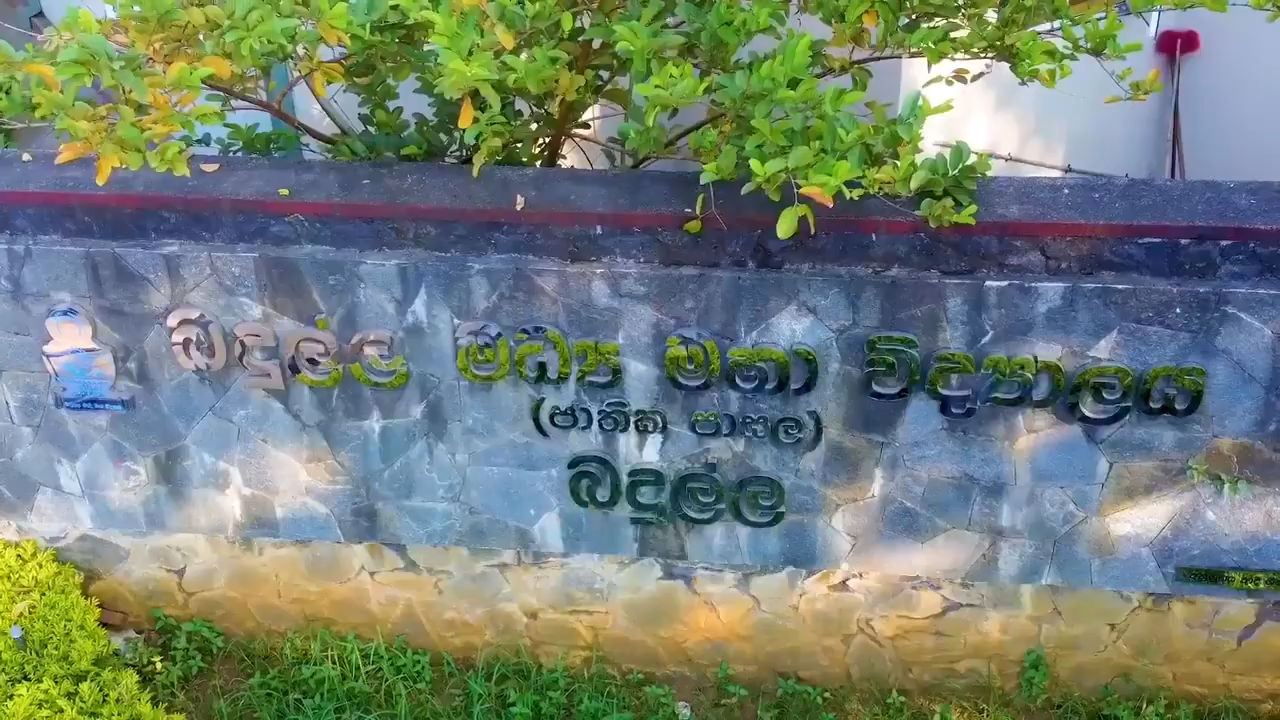 බදුල්ල මධ්‍ය මහා විද්‍යාලය
(ජාතික පාසල)
බදුල්ල